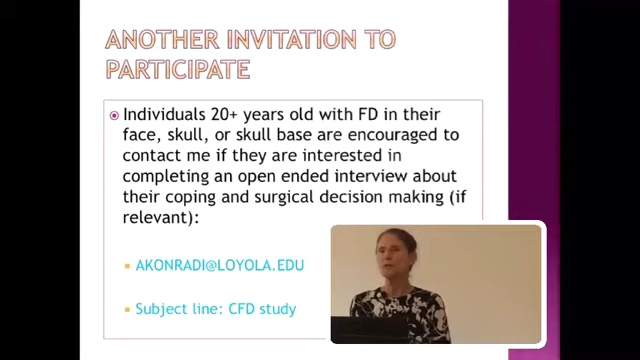 ANOTHER INVITATION TO
PARTICIPATE
Individuals 20+ years old with FD in their
face, skull, or skull base are encouraged to
contact me if they are interested in
completing an open ended interview about
their coping and surgical decision making (if
relevant):
AKONRADI@LOYOLA.EDU
Subject line: CFD study